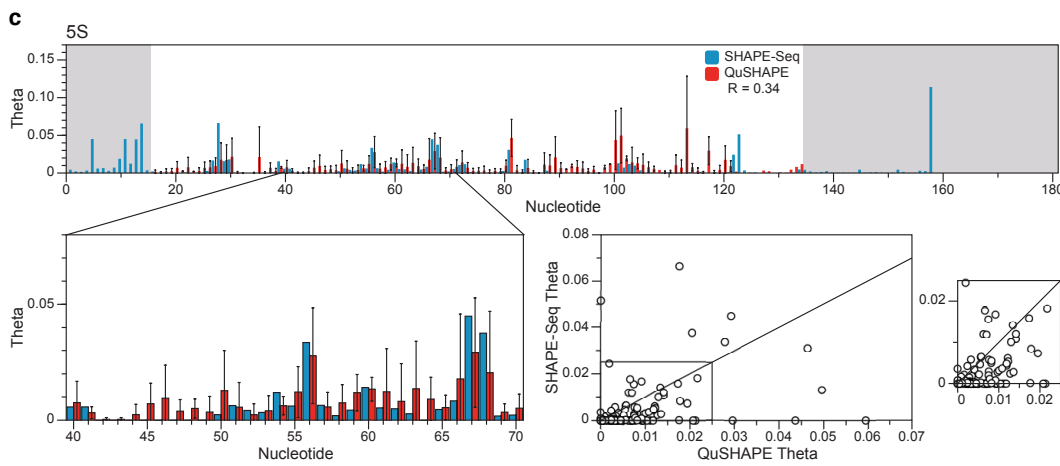 c
5S
0.15
0.10
0.05
0
Theta
SHAPE-Seq
QuSHAPE
R = 0.34
0 20 40 60 80 100 120 140 160 180
Nucleotide
0.05
0
Theta
40 45 50 55 60 65 70
Nucleotide
0.08
0.06
0.04
0.02
0
SHAPE-Seq Theta
0 0.01 0.02 0.03 0.04 0.05 0.06 0.07
QuSHAPE Theta
0.02
0
0 0.01 0.02